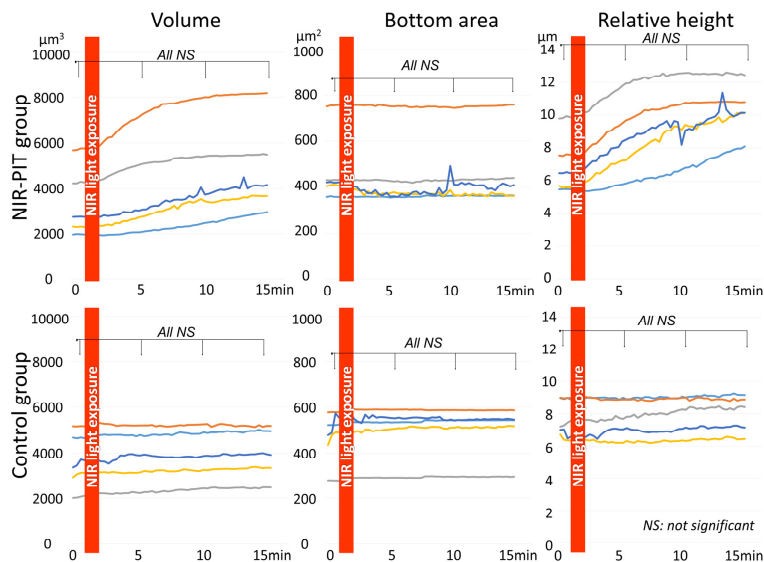 Volume
Bottom area
Relative height
μm³
μm²
μm
NIR-PIT group
10000
8000
6000
4000
2000
0
All NS
NIR light exposure
0 5 10 15min
1000
800
600
400
200
0
All NS
NIR light exposure
0 5 10 15min
14
12
10
8
6
4
2
0
All NS
NIR light exposure
0 5 10 15min
Control group
10000
8000
6000
4000
2000
0
All NS
NIR light exposure
0 5 10 15min
1000
800
600
400
200
0
All NS
NIR light exposure
0 5 10 15min
14
12
10
8
6
4
2
0
All NS
NIR light exposure
NS: not significant
0 5 10 15min